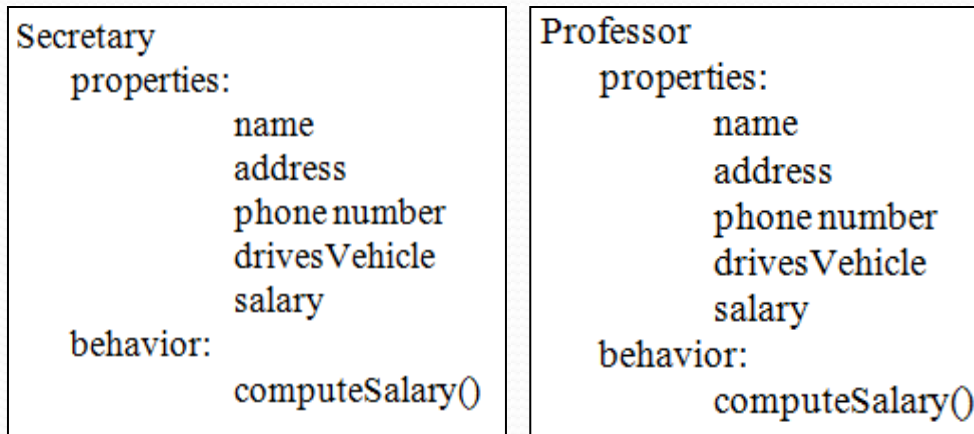 Secretary
properties:
name
address
phone number
drivesVehicle
salary
behavior:
computeSalary()
Professor
properties:
name
address
phone number
drivesVehicle
salary
behavior:
computeSalary()